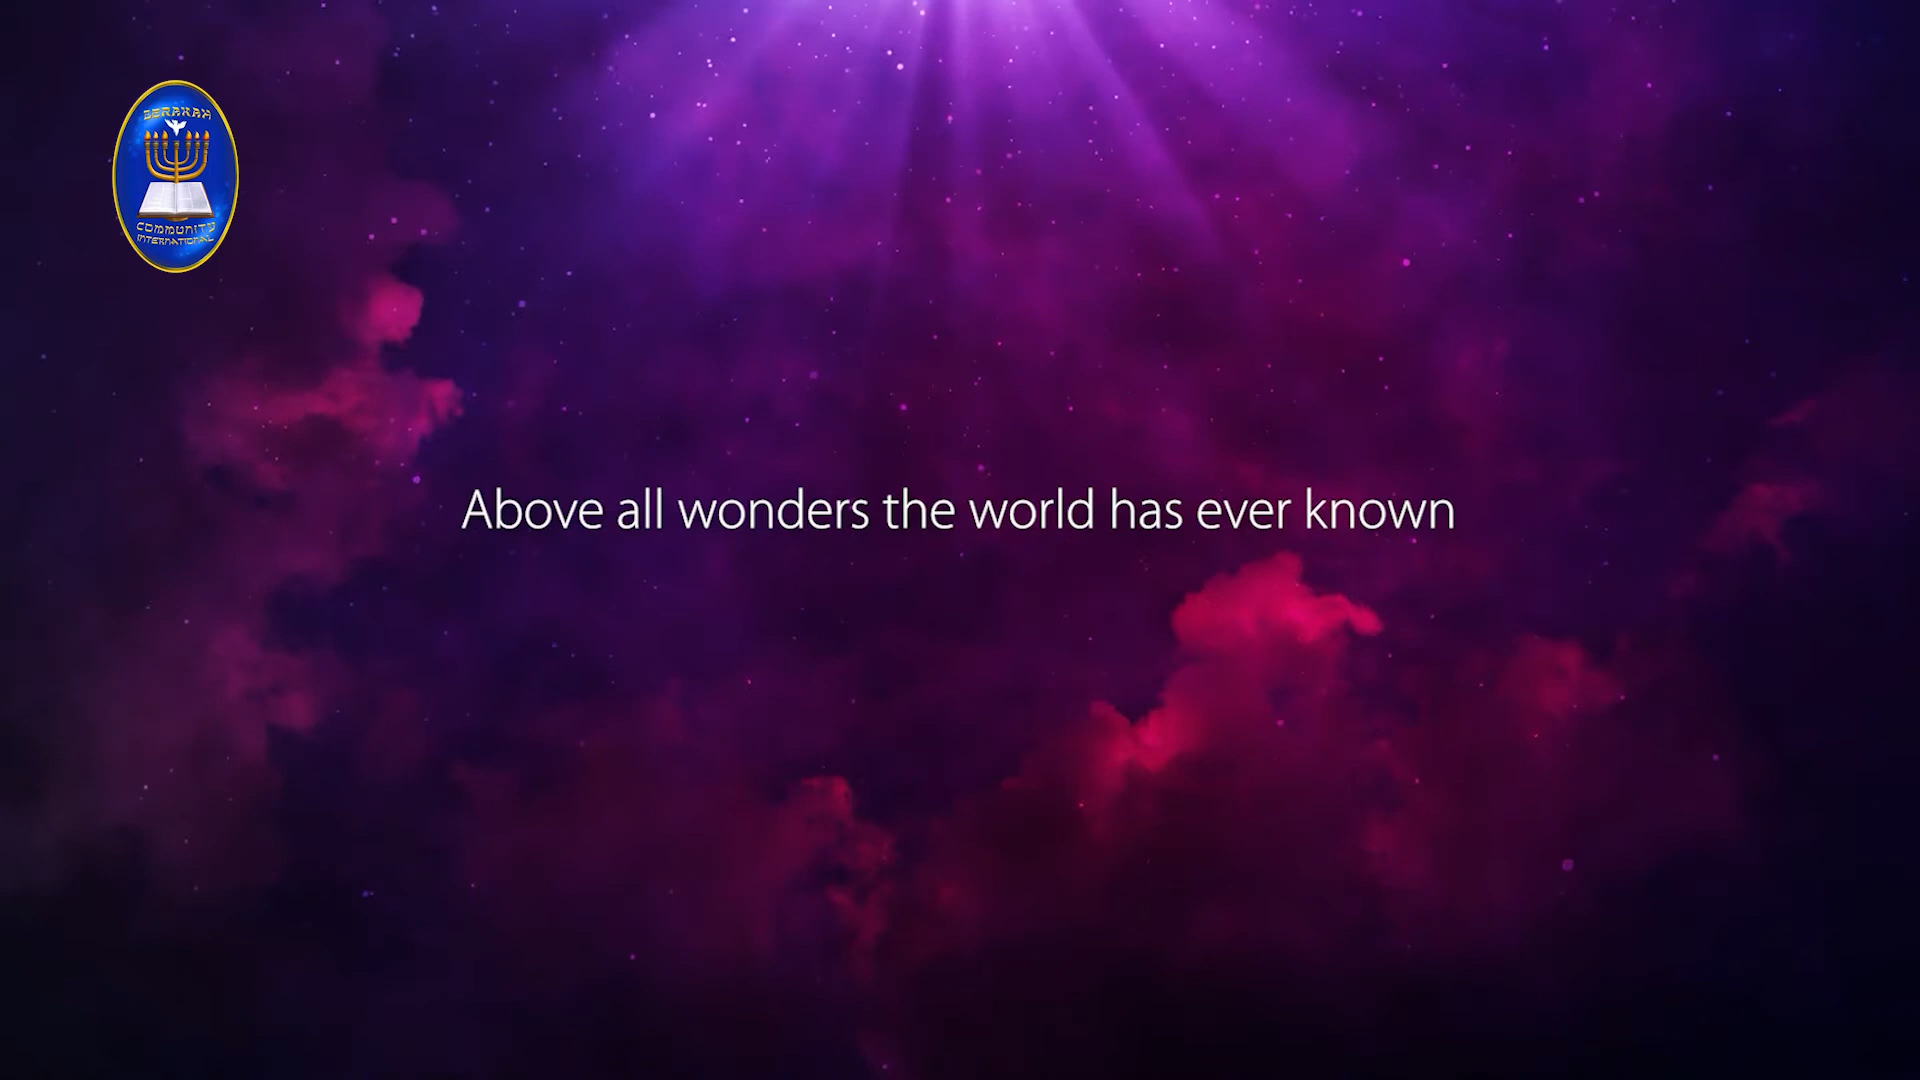 BERAKAH
COMMUNITY
INTERNATIONAL
Above all wonders the world has ever known